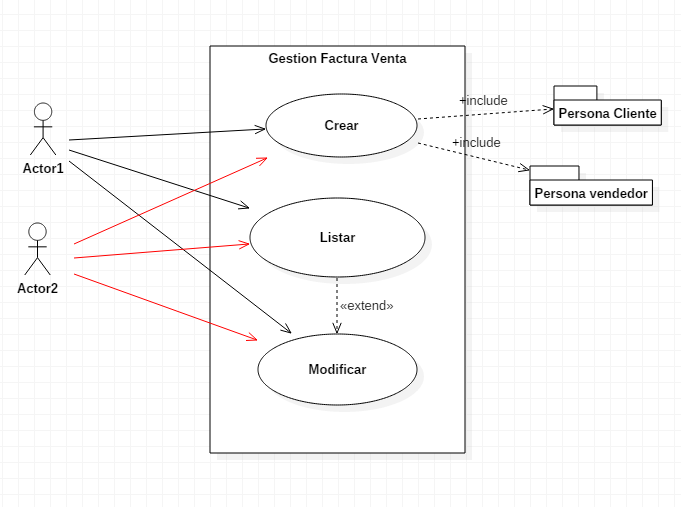 Gestion Factura Venta
Crear
+include
Persona Cliente
+include
Persona vendedor
Actor1
Listar
Actor2
«extend»
Modificar